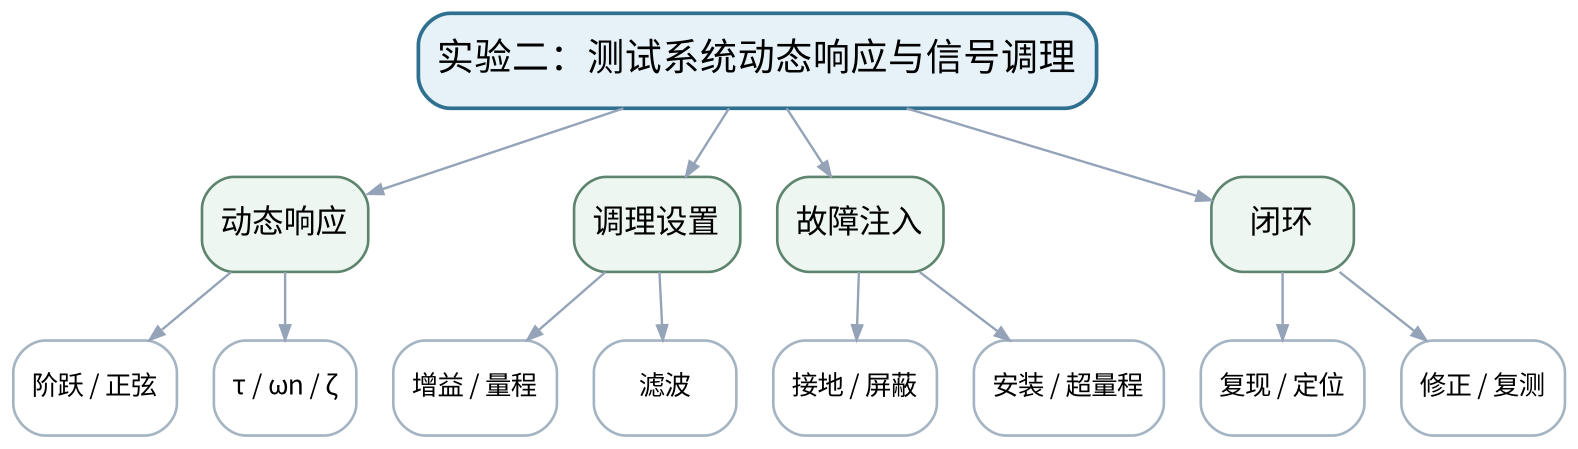 实验二：测试系统动态响应与信号调理
动态响应
调理设置
故障注入
闭环
阶跃 / 正弦
τ / ωn / ζ
增益 / 量程
滤波
接地 / 屏蔽
安装 / 超量程
复现 / 定位
修正 / 复测